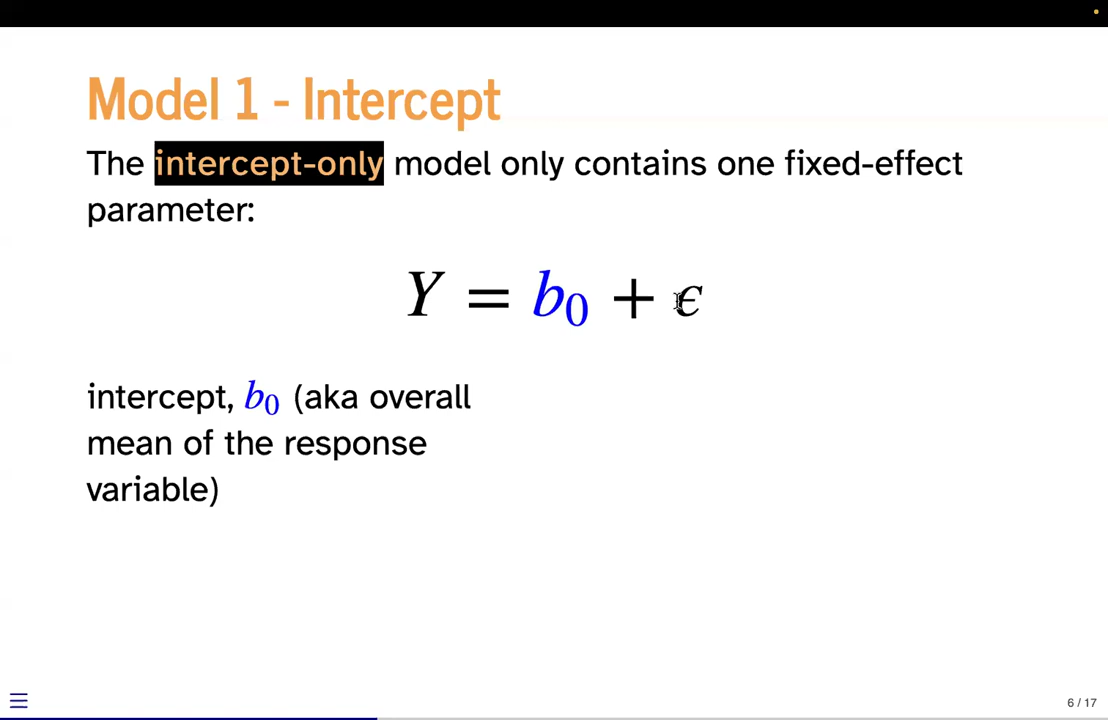 Model 1 - Intercept
The intercept-only model only contains one fixed-effect
parameter:
Y = b₀ + ϵ
intercept, b₀ (aka overall
mean of the response
variable)
6 / 17